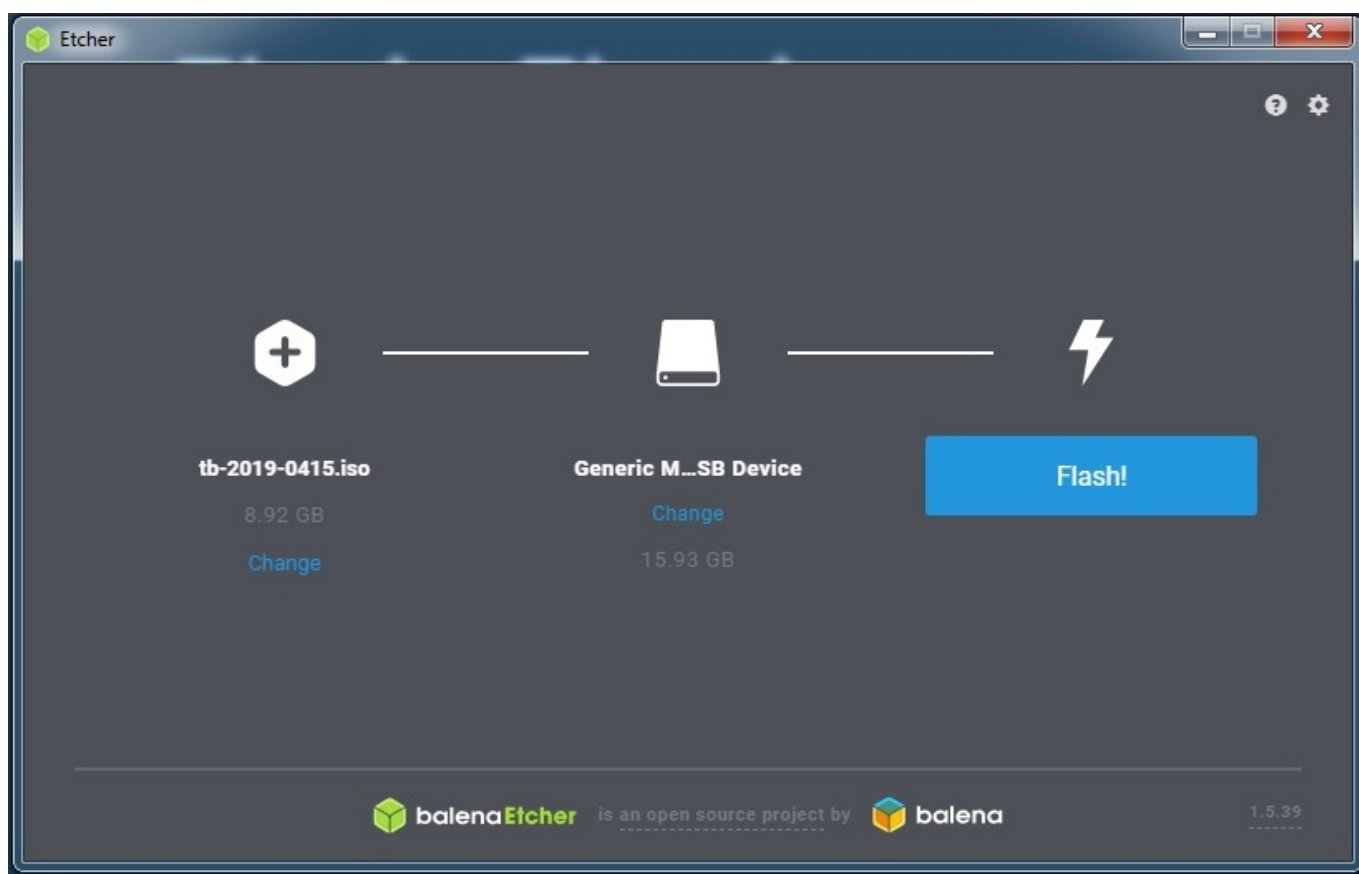 Etcher
tb-2019-0415.iso
8.92 GB
Change
Generic M...SB Device
Change
15.93 GB
Flash!
balenaEtcher is an open source project by balena 1.5.39